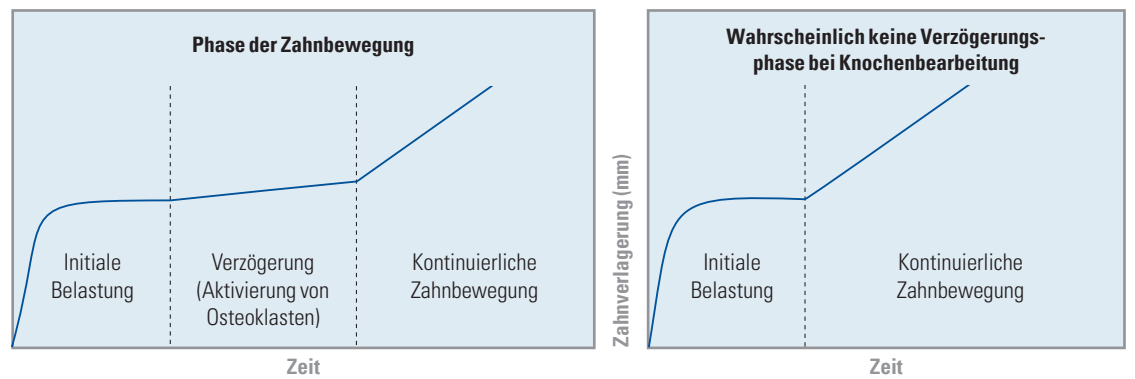 Phase der Zahnbewegung
Initiale
Belastung
Verzögerung
(Aktivierung von
Osteoklasten)
Kontinuierliche
Zahnbewegung
Zeit
Zahnverlagerung (mm)
Wahrscheinlich keine Verzögerungs-
phase bei Knochenbearbeitung
Initiale
Belastung
Kontinuierliche
Zahnbewegung
Zeit